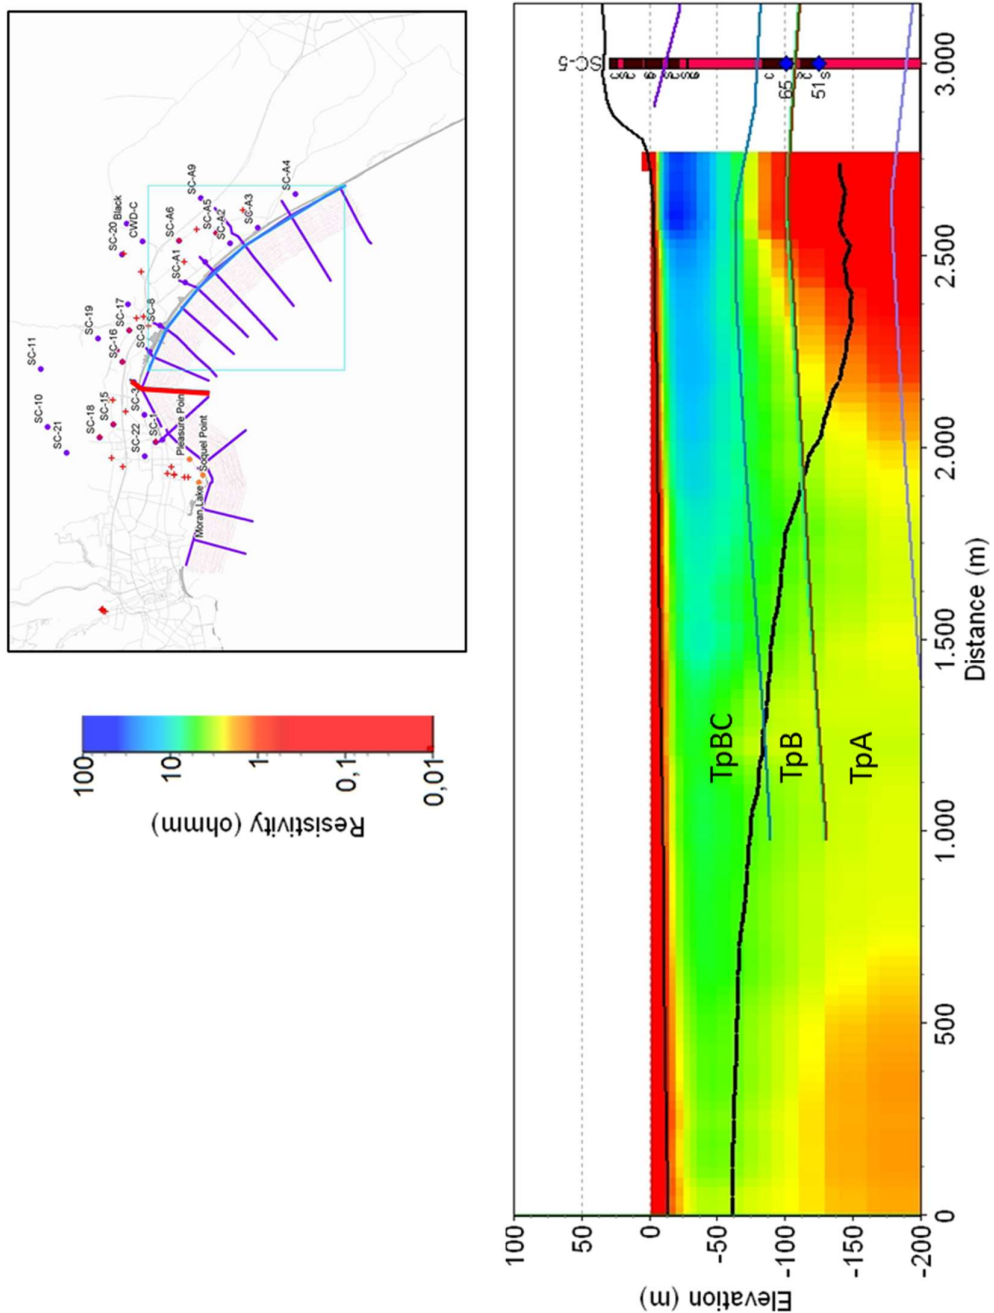 SC-11
SC-10
SC-21
SC-19
SC-20
Black
CWD-C
SC-18
SC-15
SC-16
SC-17
SC-A6
SC-A9
SC-22
SC-3
SC-9
SC-8
SC-A1
SC-A5
SC-A2
SC-A3
SC-A4
SC-1
Pleasure Point
Soquel Point
Moran Lake
100
10
1
0,1
0,01
Resistivity (ohmm)
SC-5
C
S
C
S
C
S
C
S
65
51
TpBC
TpB
TpA
100
50
0
-50
-100
-150
-200
Elevation (m)
0
500
1.000
1.500
2.000
2.500
3.000
Distance (m)